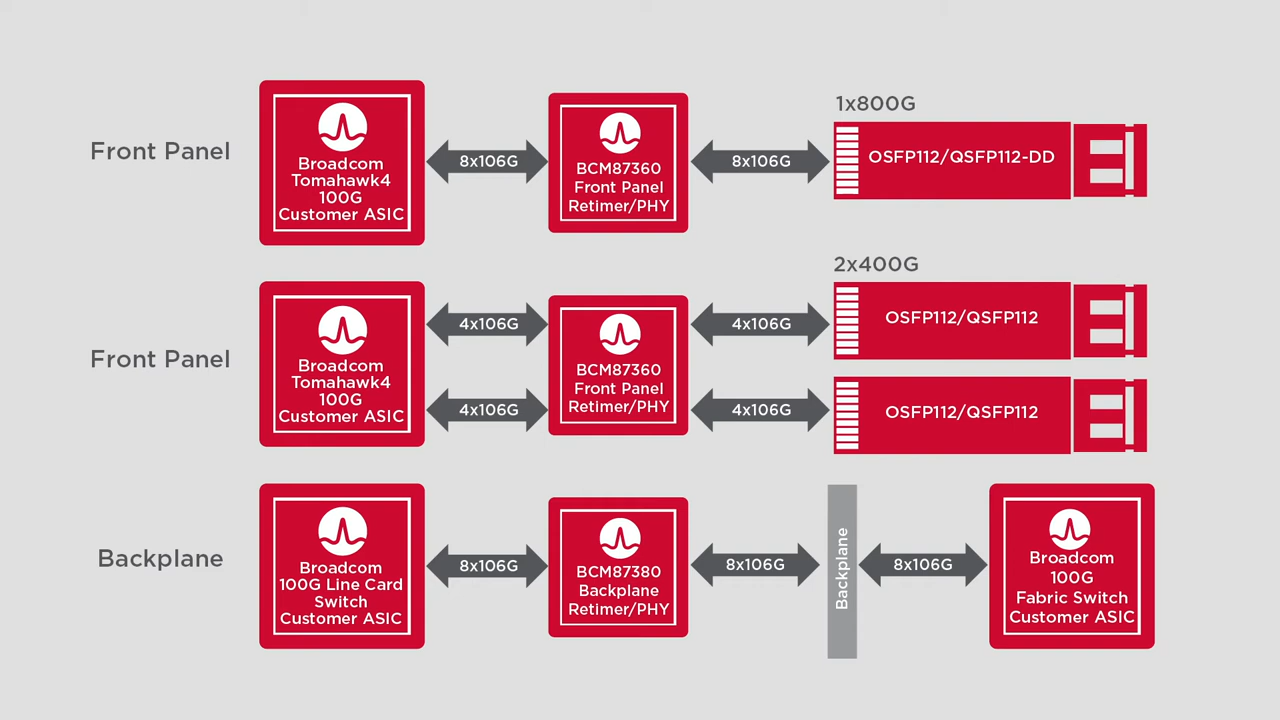 Front Panel
Broadcom
Tomahawk4
100G
Customer ASIC
8x106G
BCM87360
Front Panel
Retimer/PHY
8x106G
1x800G
OSFP112/QSFP112-DD
Front Panel
Broadcom
Tomahawk4
100G
Customer ASIC
4x106G
4x106G
BCM87360
Front Panel
Retimer/PHY
4x106G
4x106G
2x400G
OSFP112/QSFP112
OSFP112/QSFP112
Backplane
Broadcom
100G Line Card
Switch
Customer ASIC
8x106G
BCM87380
Backplane
Retimer/PHY
8x106G
Backplane
8x106G
Broadcom
100G
Fabric Switch
Customer ASIC